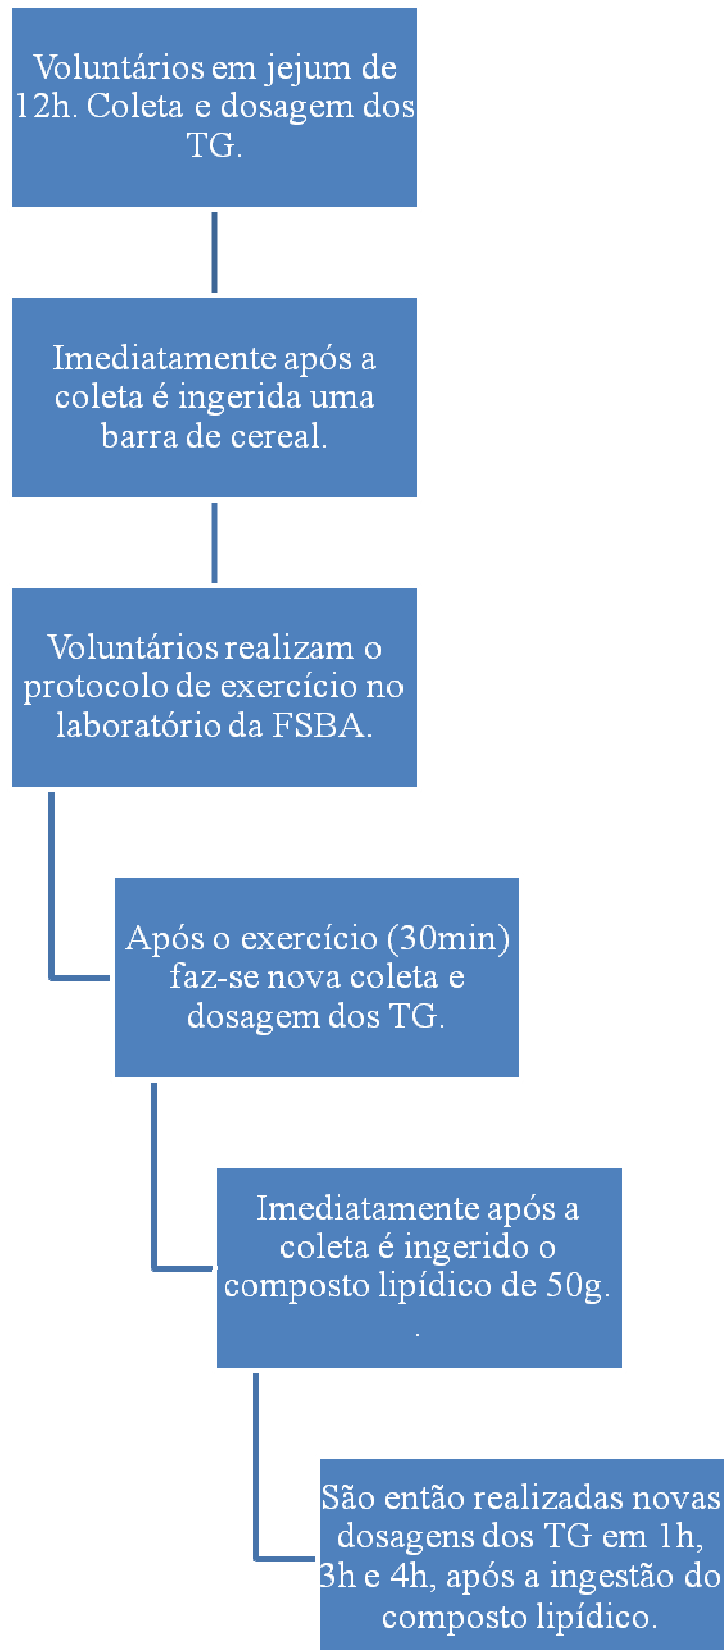 Voluntários em jejum de
12h. Coleta e dosagem dos
TG.
Imediatamente após a
coleta é ingerida uma
barra de cereal.
Voluntários realizam o
protocolo de exercício no
laboratório da FSBA.
Após o exercício (30min)
faz-se nova coleta e
dosagem dos TG.
Imediatamente após a
coleta é ingerido o
composto lipídico de 50g.
.
São então realizadas novas
dosagens dos TG em 1h,
3h e 4h, após a ingestão do
composto lipídico.